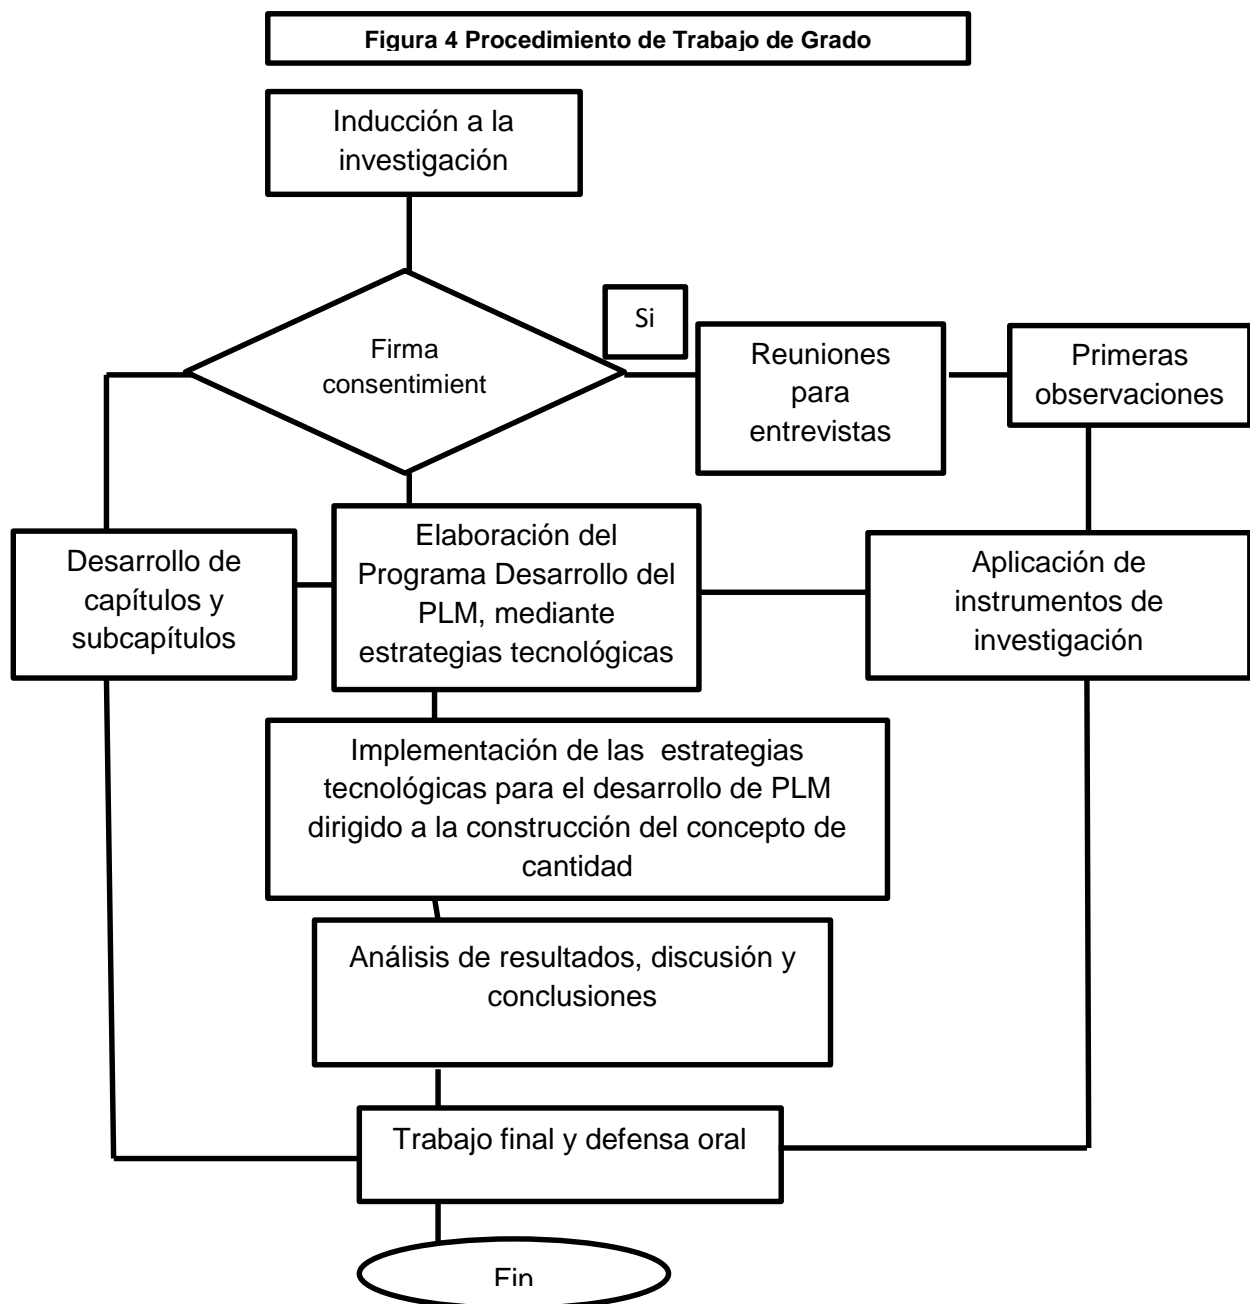 Figura 4 Procedimiento de Trabajo de Grado
Inducción a la
investigación
Firma
consentimient
Si
Reuniones
para
entrevistas
Primeras
observaciones
Desarrollo de
capítulos y
subcapítulos
Elaboración del
Programa Desarrollo del
PLM, mediante
estrategias tecnológicas
Aplicación de
instrumentos de
investigación
Implementación de las estrategias
tecnológicas para el desarrollo de PLM
dirigido a la construcción del concepto de
cantidad
Análisis de resultados, discusión y
conclusiones
Trabajo final y defensa oral
Fin